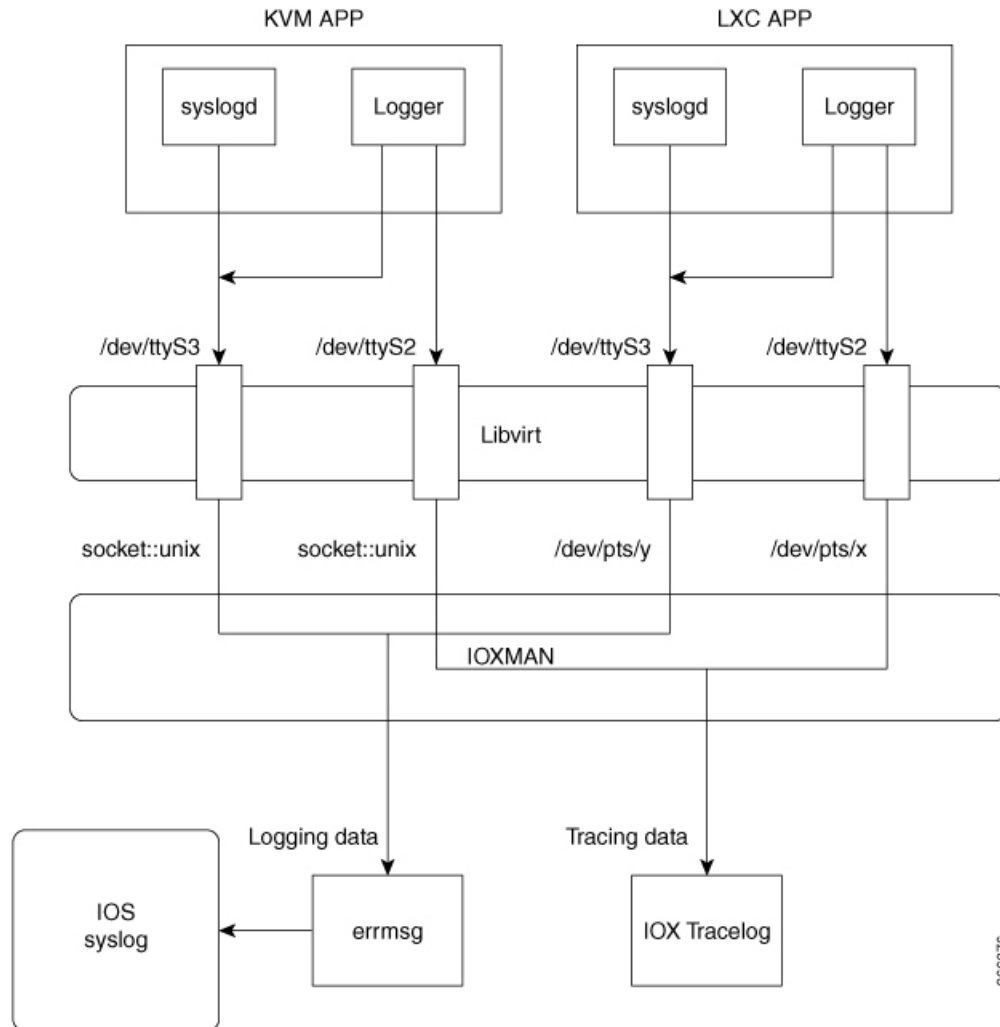 KVM APP
LXC APP
syslogd
Logger
syslogd
Logger
/dev/ttyS3
/dev/ttyS2
/dev/ttyS3
/dev/ttyS2
Libvirt
socket::unix
socket::unix
/dev/pts/y
/dev/pts/x
IOXMAN
Logging data
Tracing data
IOS
syslog
errmsg
IOX Tracelog